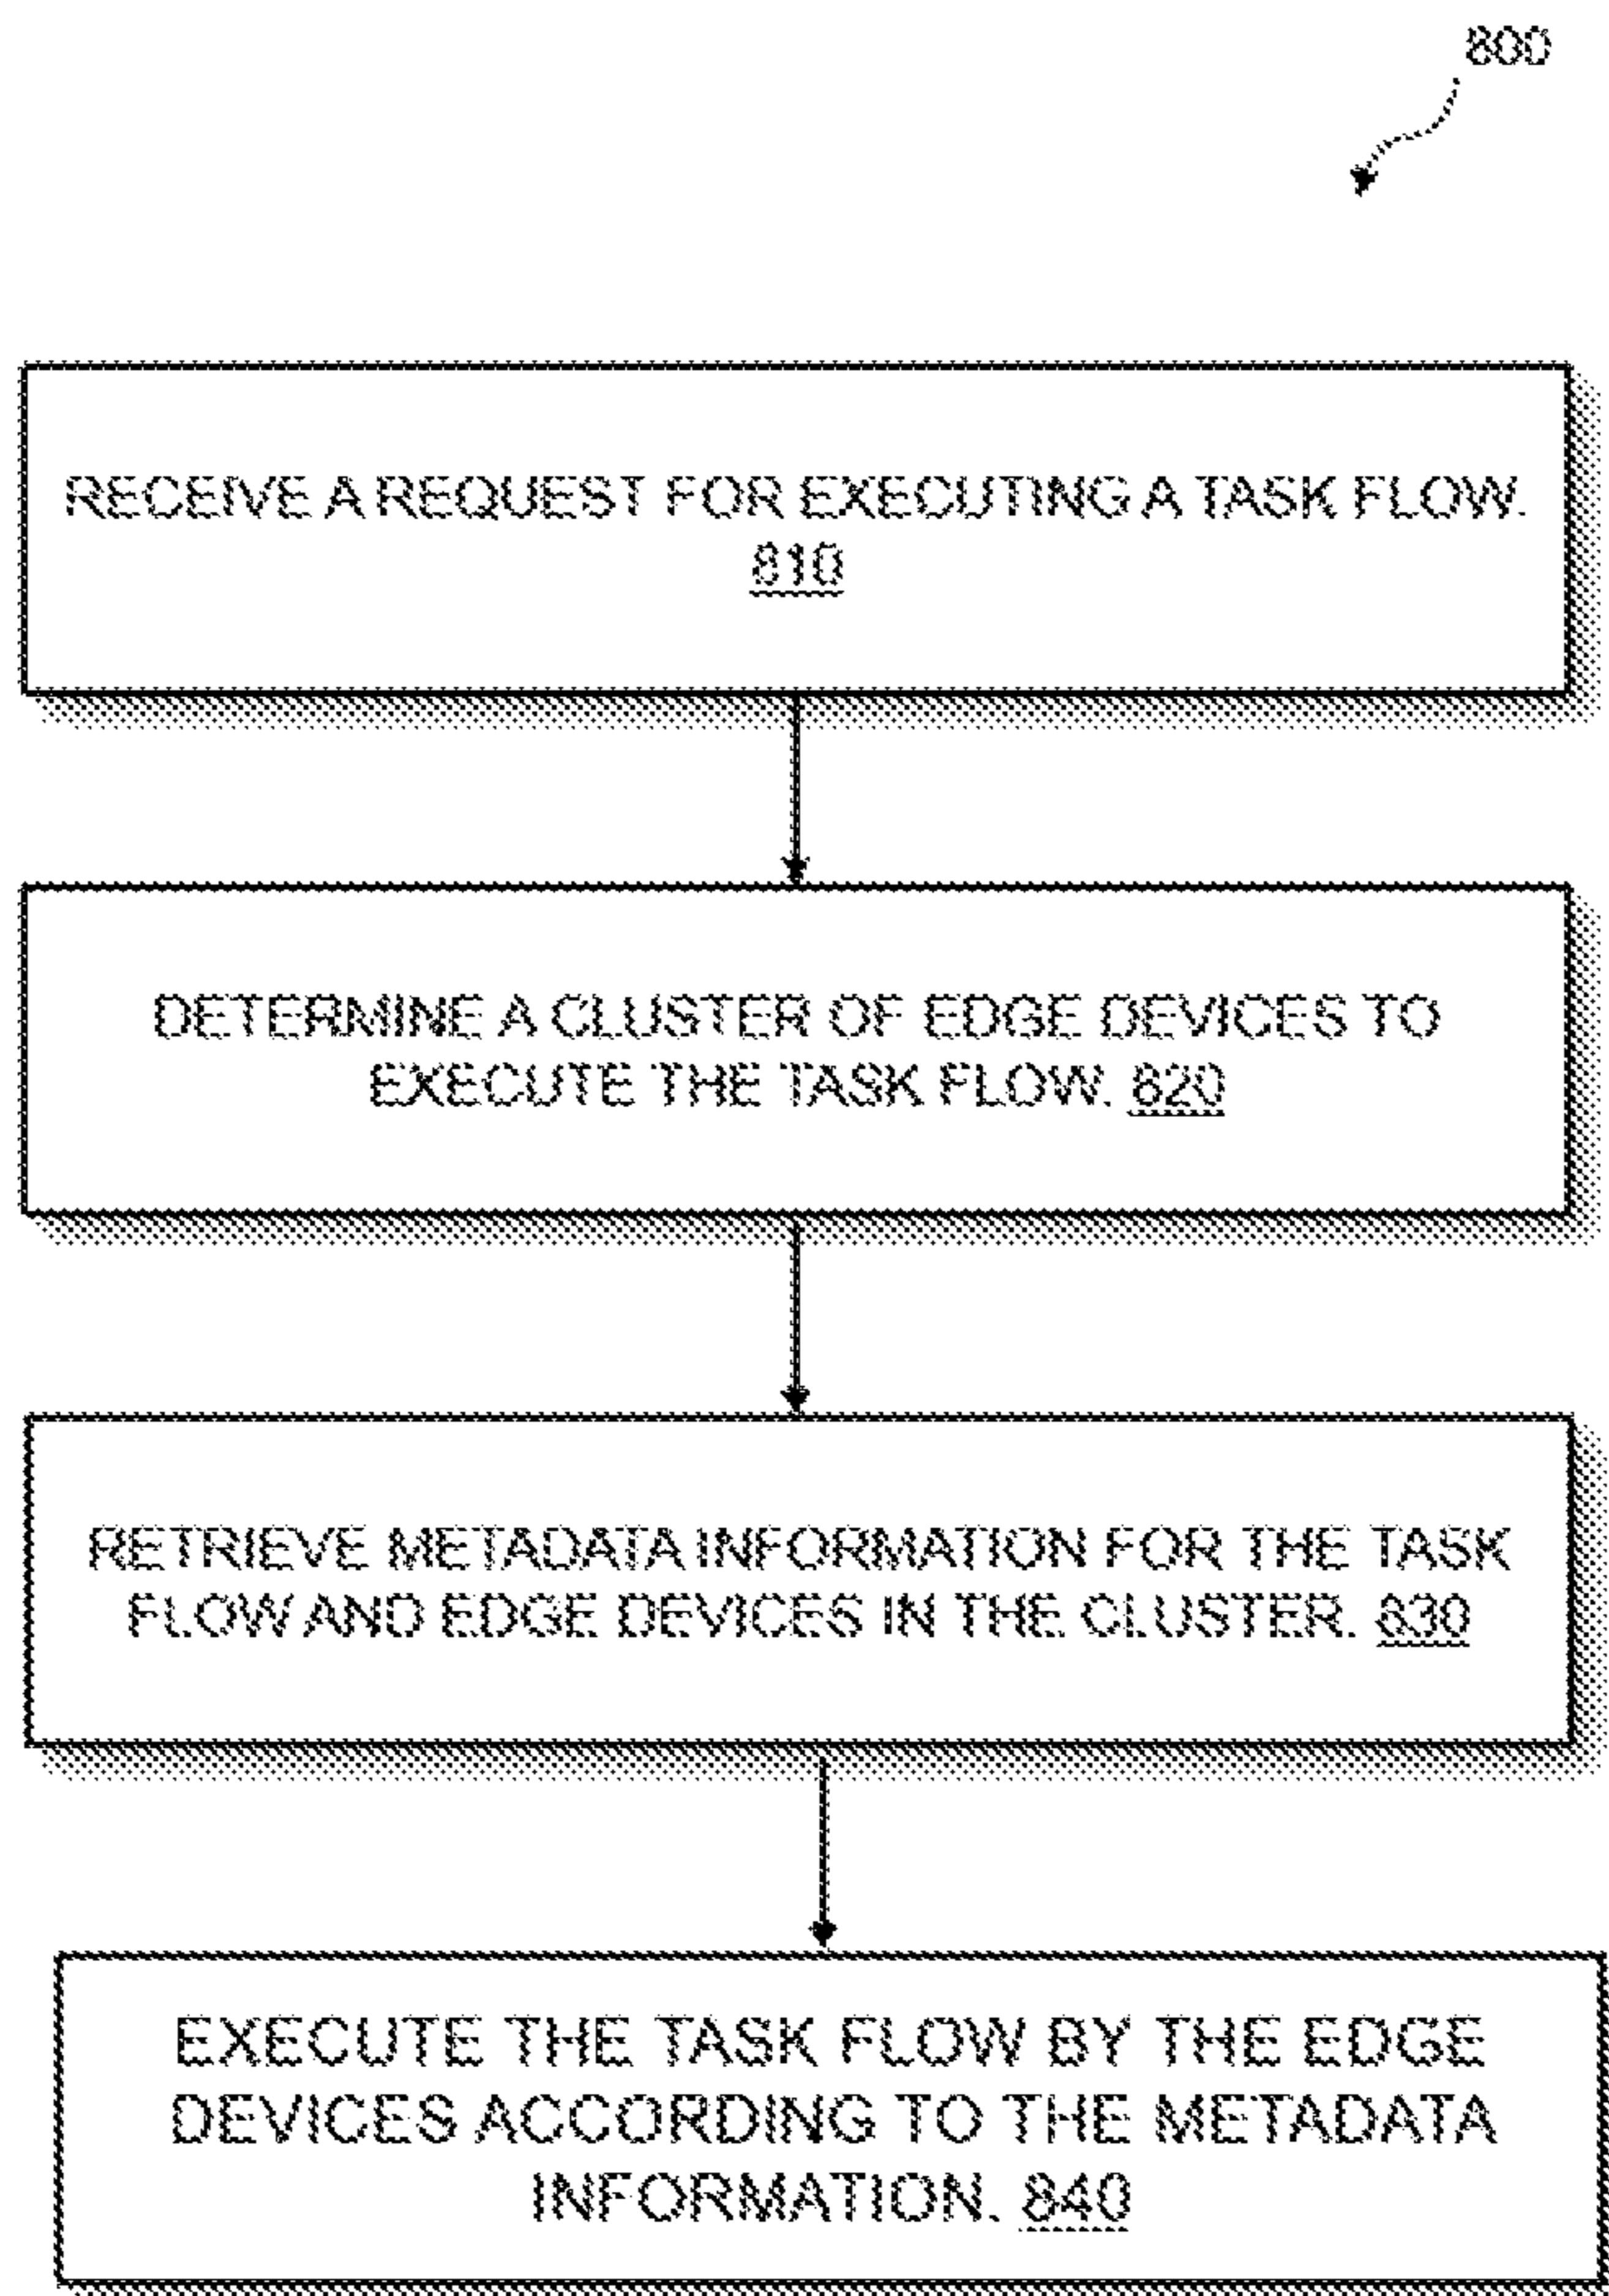 800
RECEIVE A REQUEST FOR EXECUTING A TASK FLOW.
810
DETERMINE A CLUSTER OF EDGE DEVICES TO
EXECUTE THE TASK FLOW. 820
RETRIEVE METADATA INFORMATION FOR THE TASK
FLOW AND EDGE DEVICES IN THE CLUSTER. 830
EXECUTE THE TASK FLOW BY THE EDGE
DEVICES ACCORDING TO THE METADATA
INFORMATION. 840